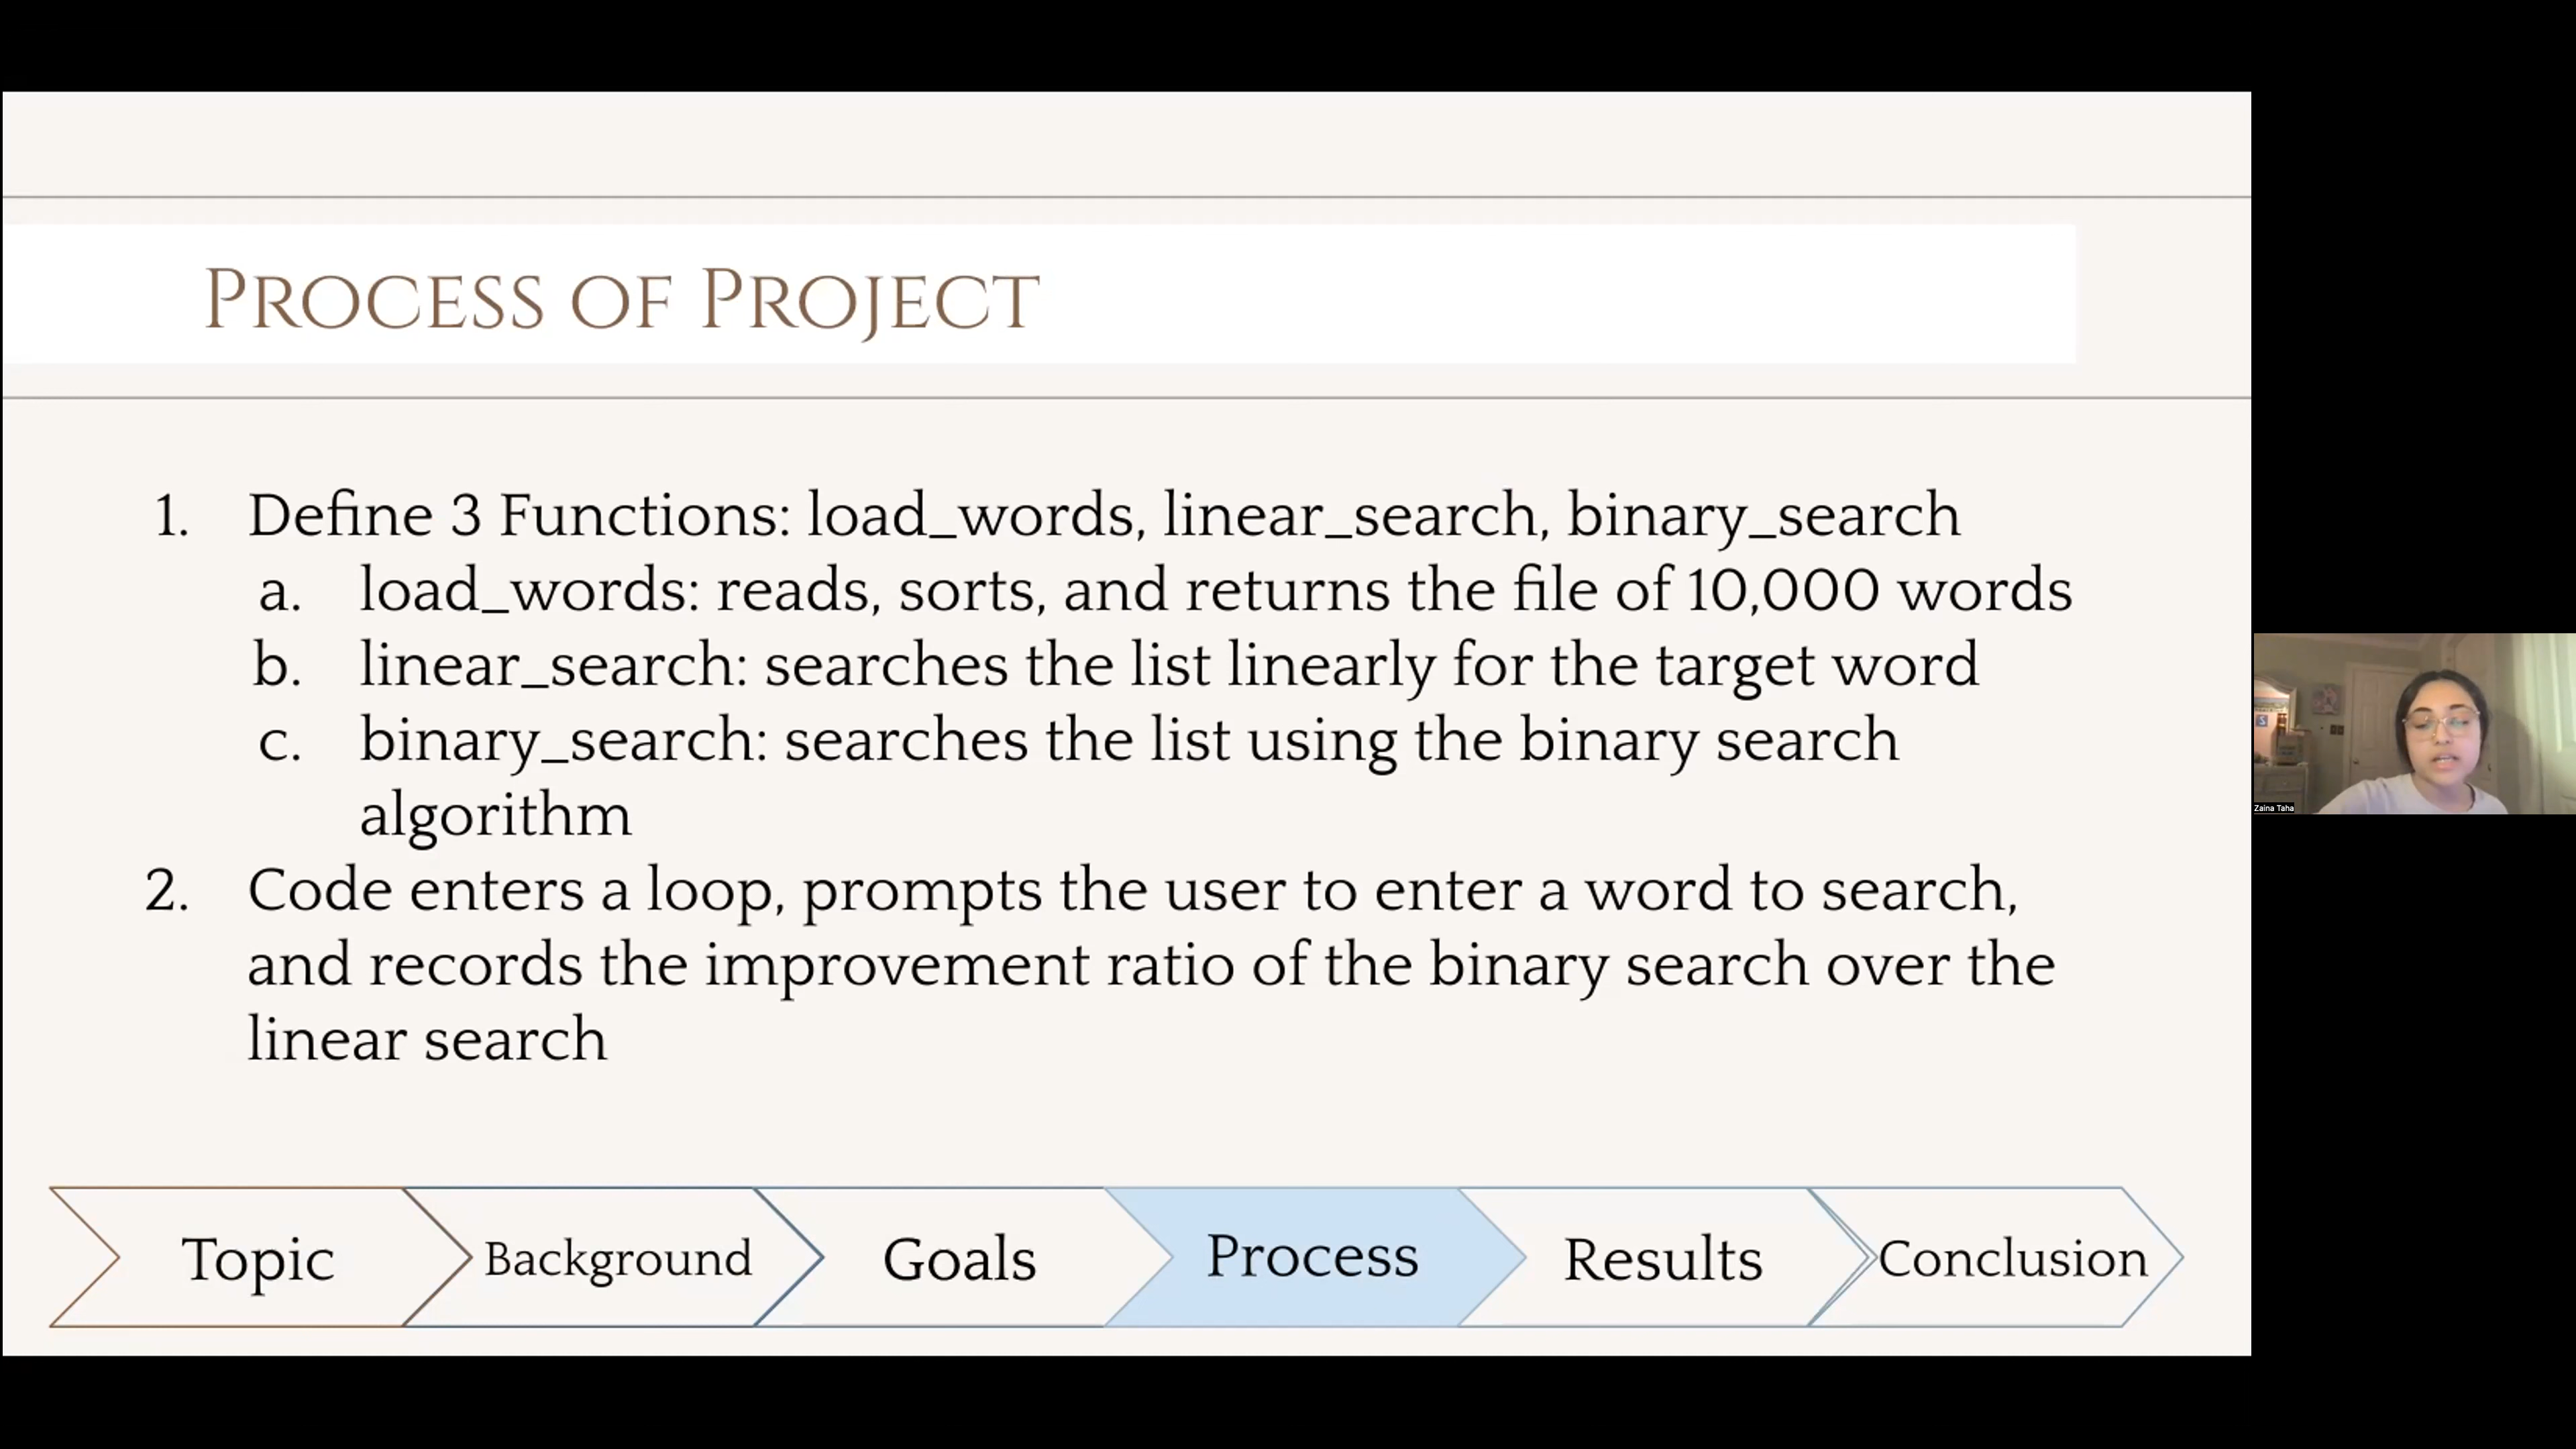 Process of Project
1. Define 3 Functions: load_words, linear_search, binary_search
a. load_words: reads, sorts, and returns the file of 10,000 words
b. linear_search: searches the list linearly for the target word
c. binary_search: searches the list using the binary search
algorithm
2. Code enters a loop, prompts the user to enter a word to search,
and records the improvement ratio of the binary search over the
linear search
Zaina Taha
Topic
Background
Goals
Process
Results
Conclusion